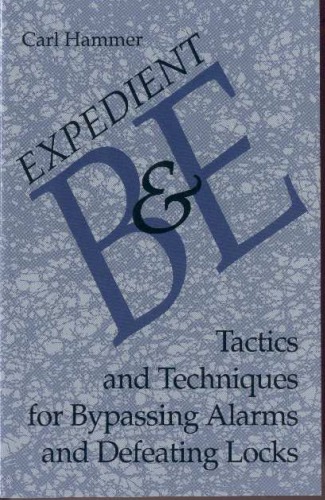 Carl Hammer
EXPEDIENT
B&E
Tactics
and Techniques
for Bypassing Alarms
and Defeating Locks